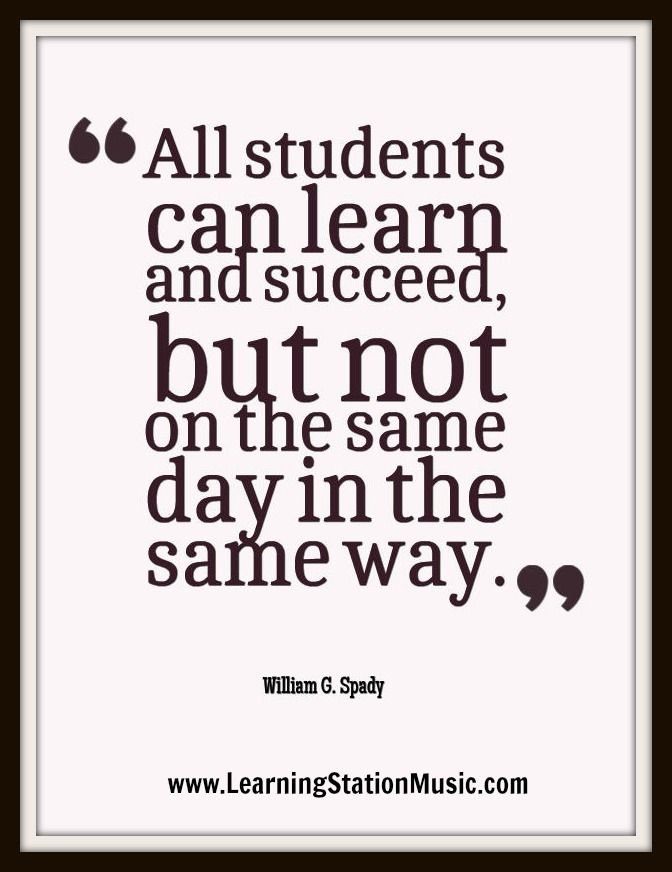 “All students
can learn
and succeed,
but not
on the same
day in the
same way.”
William G. Spady
www.LearningStationMusic.com